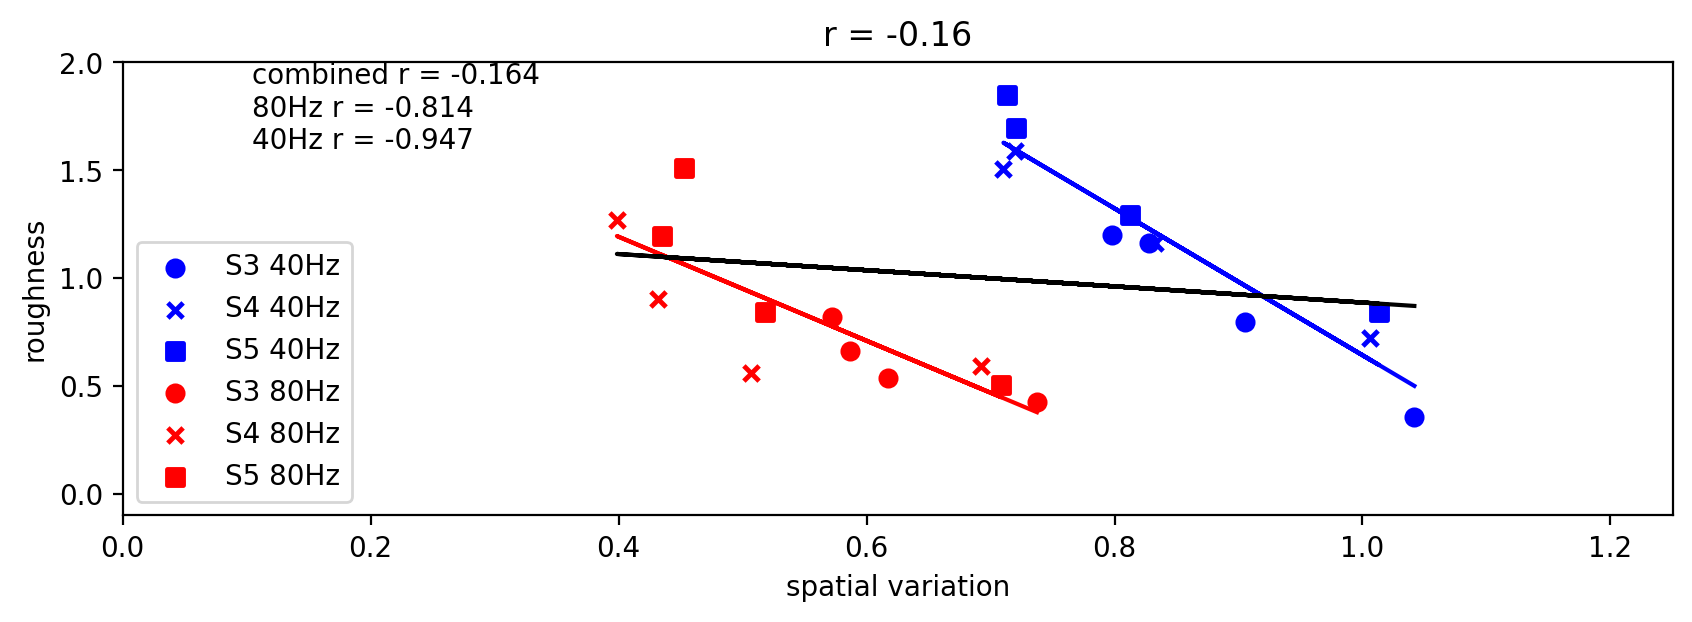 r = -0.16
combined r = -0.164
80Hz r = -0.814
40Hz r = -0.947
2.0
1.5
1.0
0.5
0.0
roughness
S3 40Hz
S4 40Hz
S5 40Hz
S3 80Hz
S4 80Hz
S5 80Hz
0.0 0.2 0.4 0.6 0.8 1.0 1.2
spatial variation